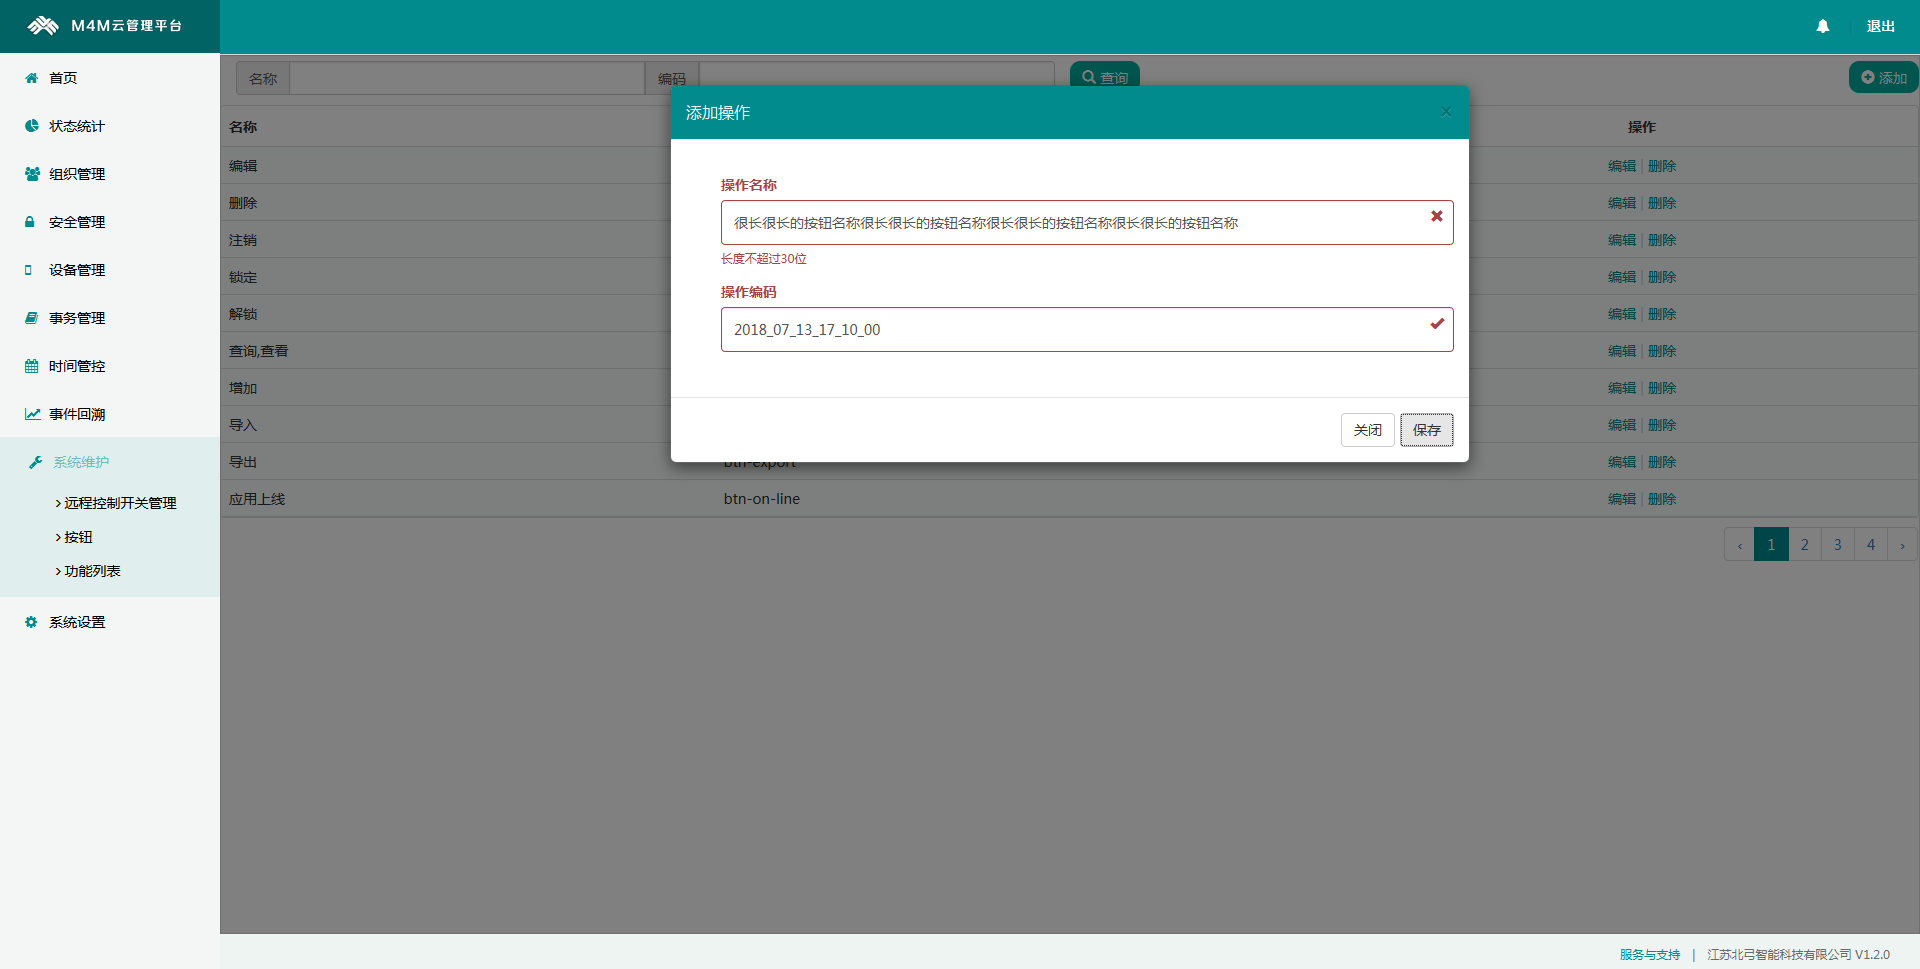 M4M云管理平台
退出
首页
状态统计
组织管理
安全管理
设备管理
事务管理
时间管控
事件回溯
系统维护
远程控制开关管理
按钮
功能列表
系统设置
名称 编码 查询 添加
名称 操作
编辑 编辑 | 删除
删除 编辑 | 删除
注销 编辑 | 删除
锁定 编辑 | 删除
解锁 编辑 | 删除
查询,查看 编辑 | 删除
增加 编辑 | 删除
导入 编辑 | 删除
导出 btn-export 编辑 | 删除
应用上线 btn-on-line 编辑 | 删除
‹ 1 2 3 4 ›
添加操作 ×
操作名称
很长很长的按钮名称很长很长的按钮名称很长很长的按钮名称很长很长的按钮名称
长度不超过30位
操作编码
2018_07_13_17_10_00
关闭 保存
服务与支持 | 江苏北弓智能科技有限公司 V1.2.0